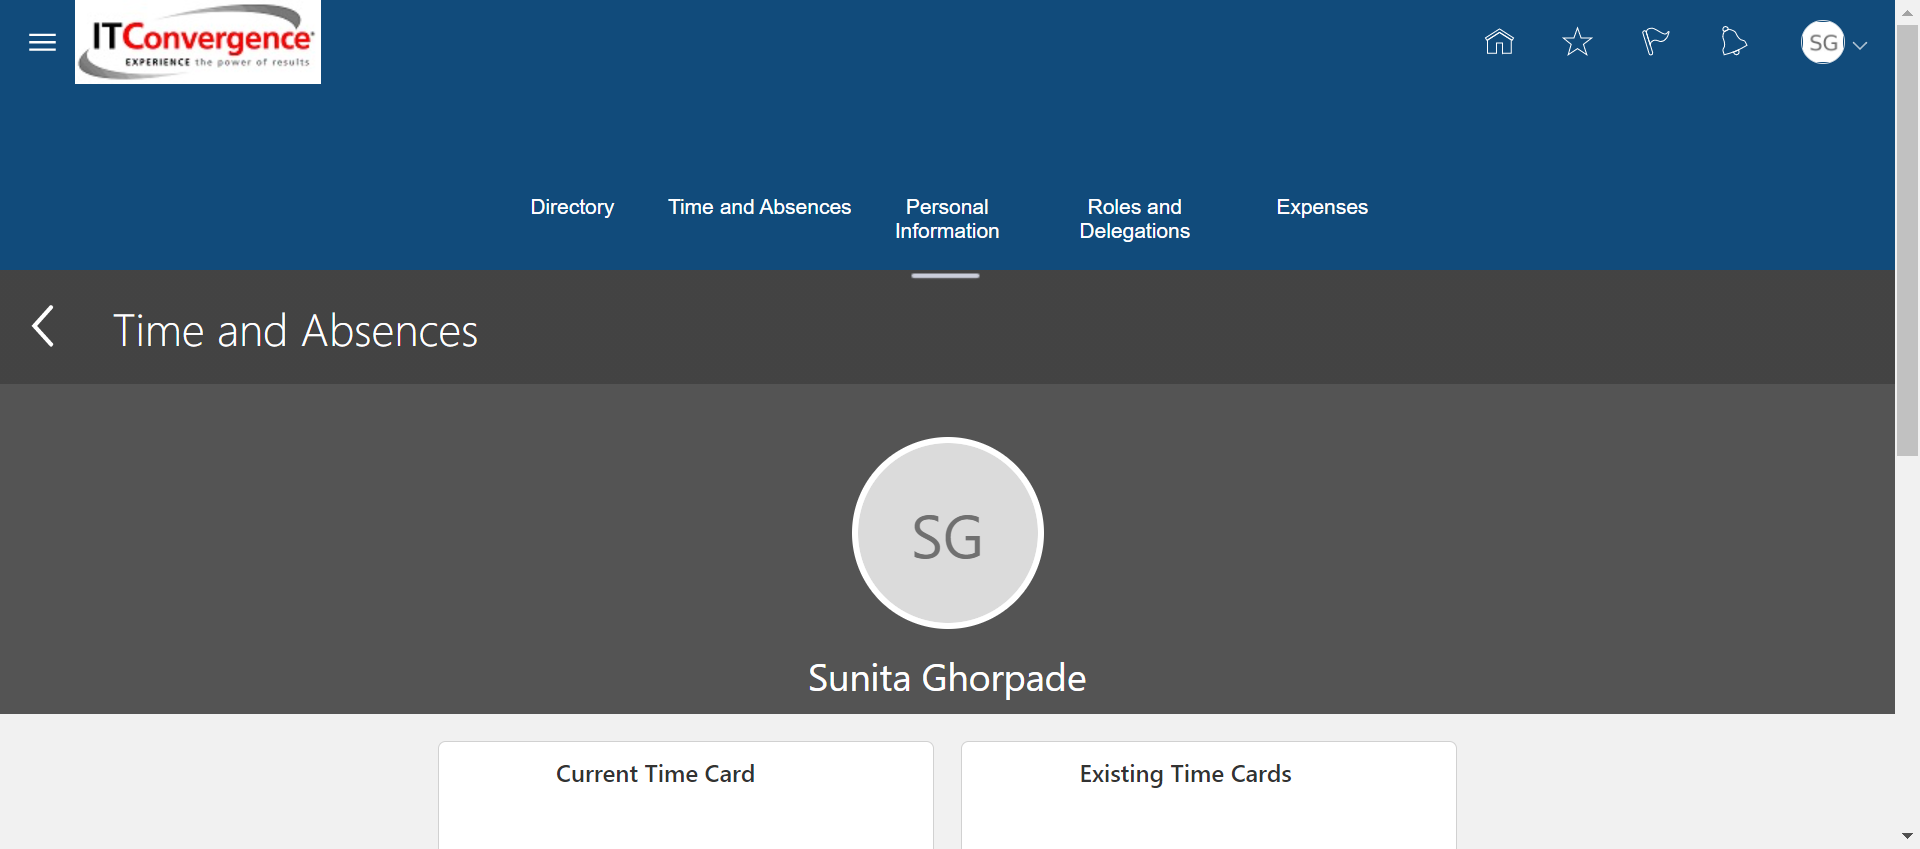 ITConvergence
EXPERIENCE the power of results
SG
Directory
Time and Absences
Personal
Information
Roles and
Delegations
Expenses
Time and Absences
SG
Sunita Ghorpade
Current Time Card
Existing Time Cards